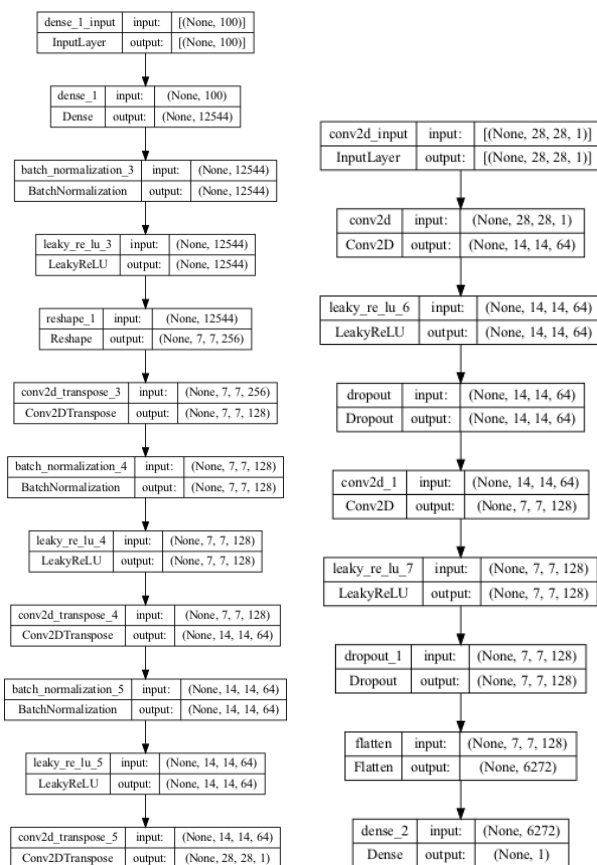 dense_1_input input: [(None, 100)]
InputLayer output: [(None, 100)]
dense_1 input: (None, 100)
Dense output: (None, 12544)
batch_normalization_3 input: (None, 12544)
BatchNormalization output: (None, 12544)
leaky_re_lu_3 input: (None, 12544)
LeakyReLU output: (None, 12544)
reshape_1 input: (None, 12544)
Reshape output: (None, 7, 7, 256)
conv2d_transpose_3 input: (None, 7, 7, 256)
Conv2DTranspose output: (None, 7, 7, 128)
batch_normalization_4 input: (None, 7, 7, 128)
BatchNormalization output: (None, 7, 7, 128)
leaky_re_lu_4 input: (None, 7, 7, 128)
LeakyReLU output: (None, 7, 7, 128)
conv2d_transpose_4 input: (None, 7, 7, 128)
Conv2DTranspose output: (None, 14, 14, 64)
batch_normalization_5 input: (None, 14, 14, 64)
BatchNormalization output: (None, 14, 14, 64)
leaky_re_lu_5 input: (None, 14, 14, 64)
LeakyReLU output: (None, 14, 14, 64)
conv2d_transpose_5 input: (None, 14, 14, 64)
Conv2DTranspose output: (None, 28, 28, 1)
conv2d_input input: [(None, 28, 28, 1)]
InputLayer output: [(None, 28, 28, 1)]
conv2d input: (None, 28, 28, 1)
Conv2D output: (None, 14, 14, 64)
leaky_re_lu_6 input: (None, 14, 14, 64)
LeakyReLU output: (None, 14, 14, 64)
dropout input: (None, 14, 14, 64)
Dropout output: (None, 14, 14, 64)
conv2d_1 input: (None, 14, 14, 64)
Conv2D output: (None, 7, 7, 128)
leaky_re_lu_7 input: (None, 7, 7, 128)
LeakyReLU output: (None, 7, 7, 128)
dropout_1 input: (None, 7, 7, 128)
Dropout output: (None, 7, 7, 128)
flatten input: (None, 7, 7, 128)
Flatten output: (None, 6272)
dense_2 input: (None, 6272)
Dense output: (None, 1)